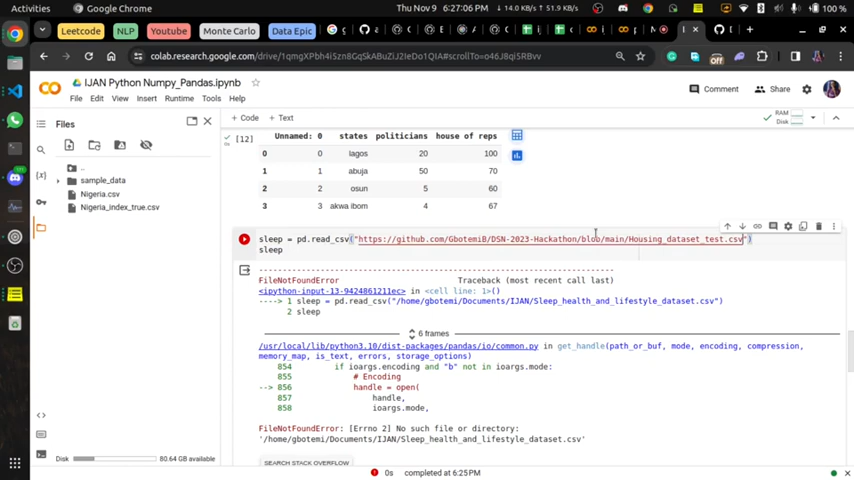 Activities
Google Chrome
Thu Nov 9 6:27:06 PM
↓ 14.0 KB/s ↑ 51.9 KB/s
100 %
Leetcode
NLP
Youtube
Monte Carlo
Data Epic
colab.research.google.com/drive/1qmgXPbh4i5zn8GqSkABuZiJ2IeDi0QISKAE#scrollTo=o46J8qi5RBvv
Off
IJAN Python Numpy_Pandas.ipynb
Comment
Share
File Edit View Insert Runtime Tools Help
Files
+ Code + Text
RAM
Disk
[12]
Unnamed: 0 states politicians house of reps
0 0 lagos 20 100
1 1 abuja 50 70
2 2 osun 5 60
3 3 akwa ibom 4 67
..
sample_data
Nigeria.csv
Nigeria_index_true.csv
sleep = pd.read_csv("https://github.com/GbotemiB/DSN-2023-Hackathon/blob/main/Housing_dataset_test.csv")
sleep
FileNotFoundError Traceback (most recent call last)
<ipython-input-13-9424861211ec> in <cell line: 1>()
----> 1 sleep = pd.read_csv("/home/gbotemi/Documents/IJAN/Sleep_health_and_lifestyle_dataset.csv")
2 sleep
6 frames
/usr/local/lib/python3.10/dist-packages/pandas/io/common.py in get_handle(path_or_buf, mode, encoding, compression,
memory_map, is_text, errors, storage_options)
854 if ioargs.encoding and "b" not in ioargs.mode:
855 # Encoding
--> 856 handle = open(
857 handle,
858 ioargs.mode,
FileNotFoundError: [Errno 2] No such file or directory:
'/home/gbotemi/Documents/IJAN/Sleep_health_and_lifestyle_dataset.csv'
SEARCH STACK OVERFLOW
Disk 80.64 GB available
0s completed at 6:25PM